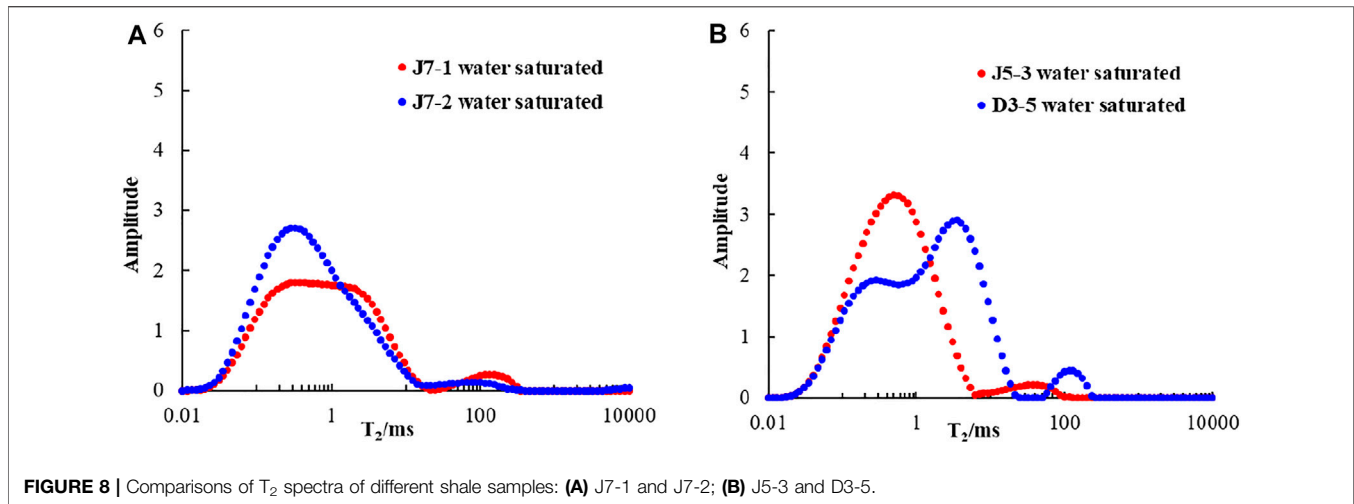 A
6
J7-1 water saturated
5
J7-2 water saturated
4
Amplitude
3
2
1
0
0.01 1 100 10000
T₂/ms
B
6
J5-3 water saturated
5
D3-5 water saturated
4
Amplitude
3
2
1
0
0.01 1 100 10000
T₂/ms
FIGURE 8 | Comparisons of T₂ spectra of different shale samples: (A) J7-1 and J7-2; (B) J5-3 and D3-5.